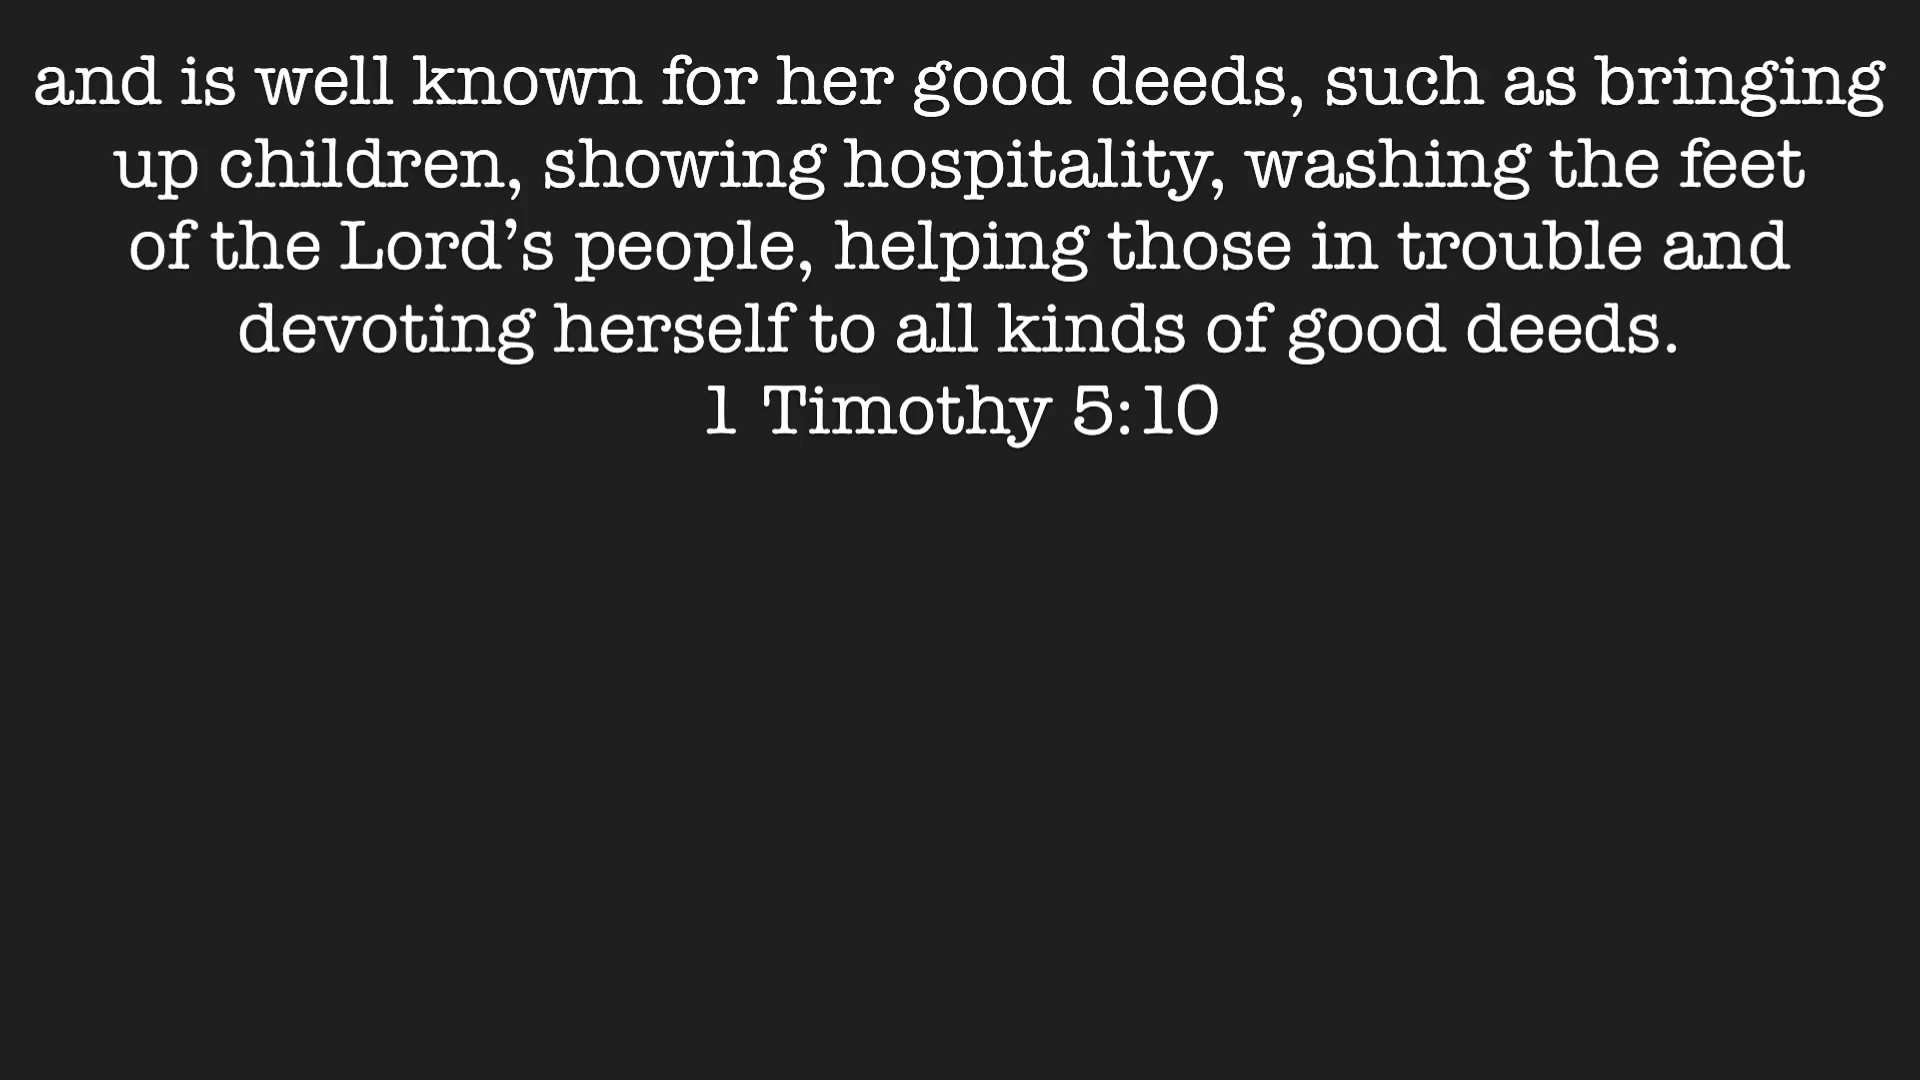 and is well known for her good deeds, such as bringing
up children, showing hospitality, washing the feet
of the Lord’s people, helping those in trouble and
devoting herself to all kinds of good deeds.
1 Timothy 5:10